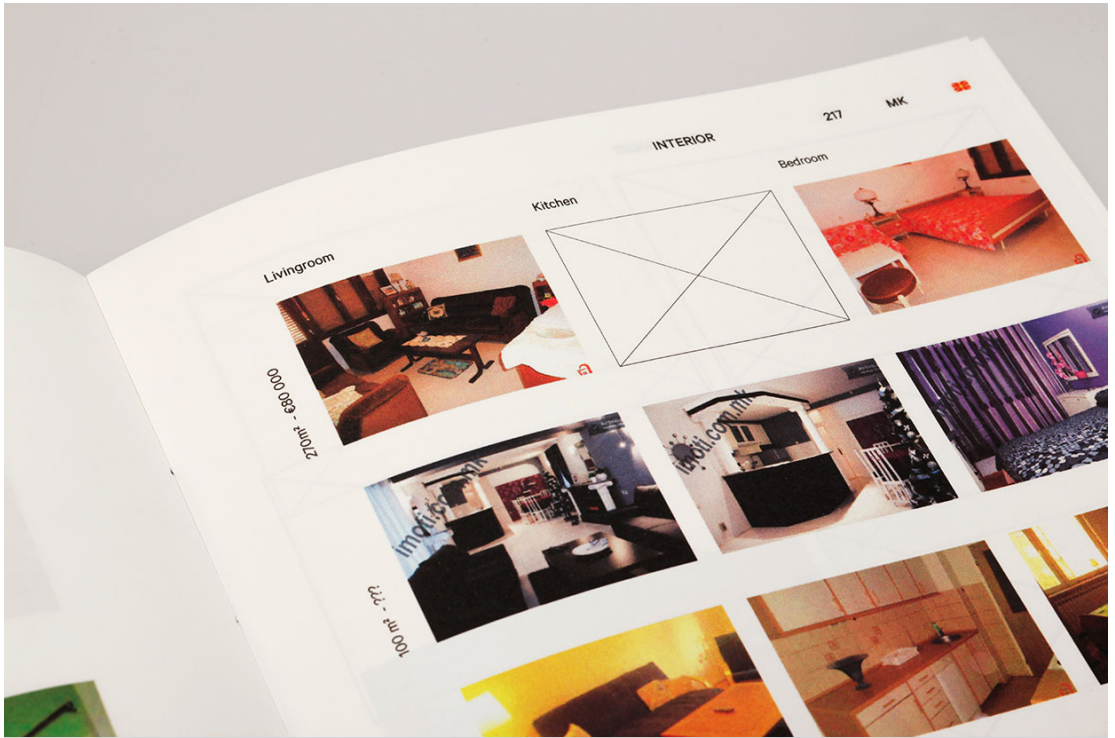 INTERIOR
217
MK
Livingroom
Kitchen
Bedroom
270m² - €80 000
imoti.com.mk
imoti.com.mk
100 m² - ???